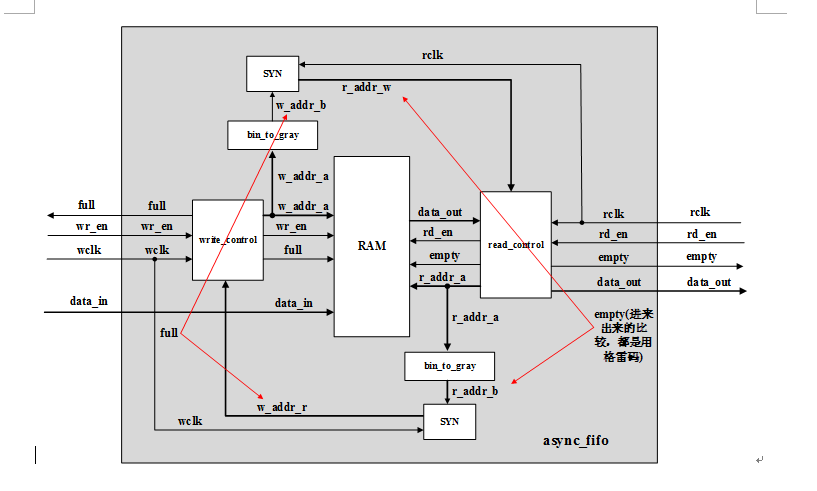 rclk
SYN
r_addr_w
w_addr_b
bin_to_gray
w_addr_a
full
full
w_addr_a
data_out
rclk
rclk
wr_en
wr_en
write_control
wr_en
RAM
rd_en
read_control
rd_en
rd_en
wclk
wclk
full
empty
empty
empty
r_addr_a
data_out
data_out
data_in
data_in
r_addr_a
empty(进来
出来的比
较，都是用
格雷码)
full
bin_to_gray
r_addr_b
w_addr_r
wclk
SYN
async_fifo